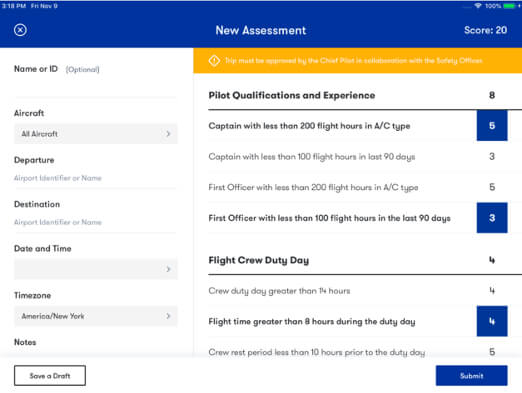 3:18 PM Fri Nov 9
100%
New Assessment
Score: 20
Name or ID (Optional)
Aircraft
All Aircraft
Departure
Airport Identifier or Name
Destination
Airport Identifier or Name
Date and Time
Timezone
America/New York
Notes
Save a Draft
Trip must be approved by the Chief Pilot in collaboration with the Safety Officer.
Pilot Qualifications and Experience 8
Captain with less than 200 flight hours in A/C type 5
Captain with less than 100 flight hours in last 90 days 3
First Officer with less than 200 flight hours in A/C type 5
First Officer with less than 100 flight hours in the last 90 days 3
Flight Crew Duty Day 4
Crew duty day greater than 14 hours 4
Flight time greater than 8 hours during the duty day 4
Crew rest period less than 10 hours prior to the duty day 5
Submit